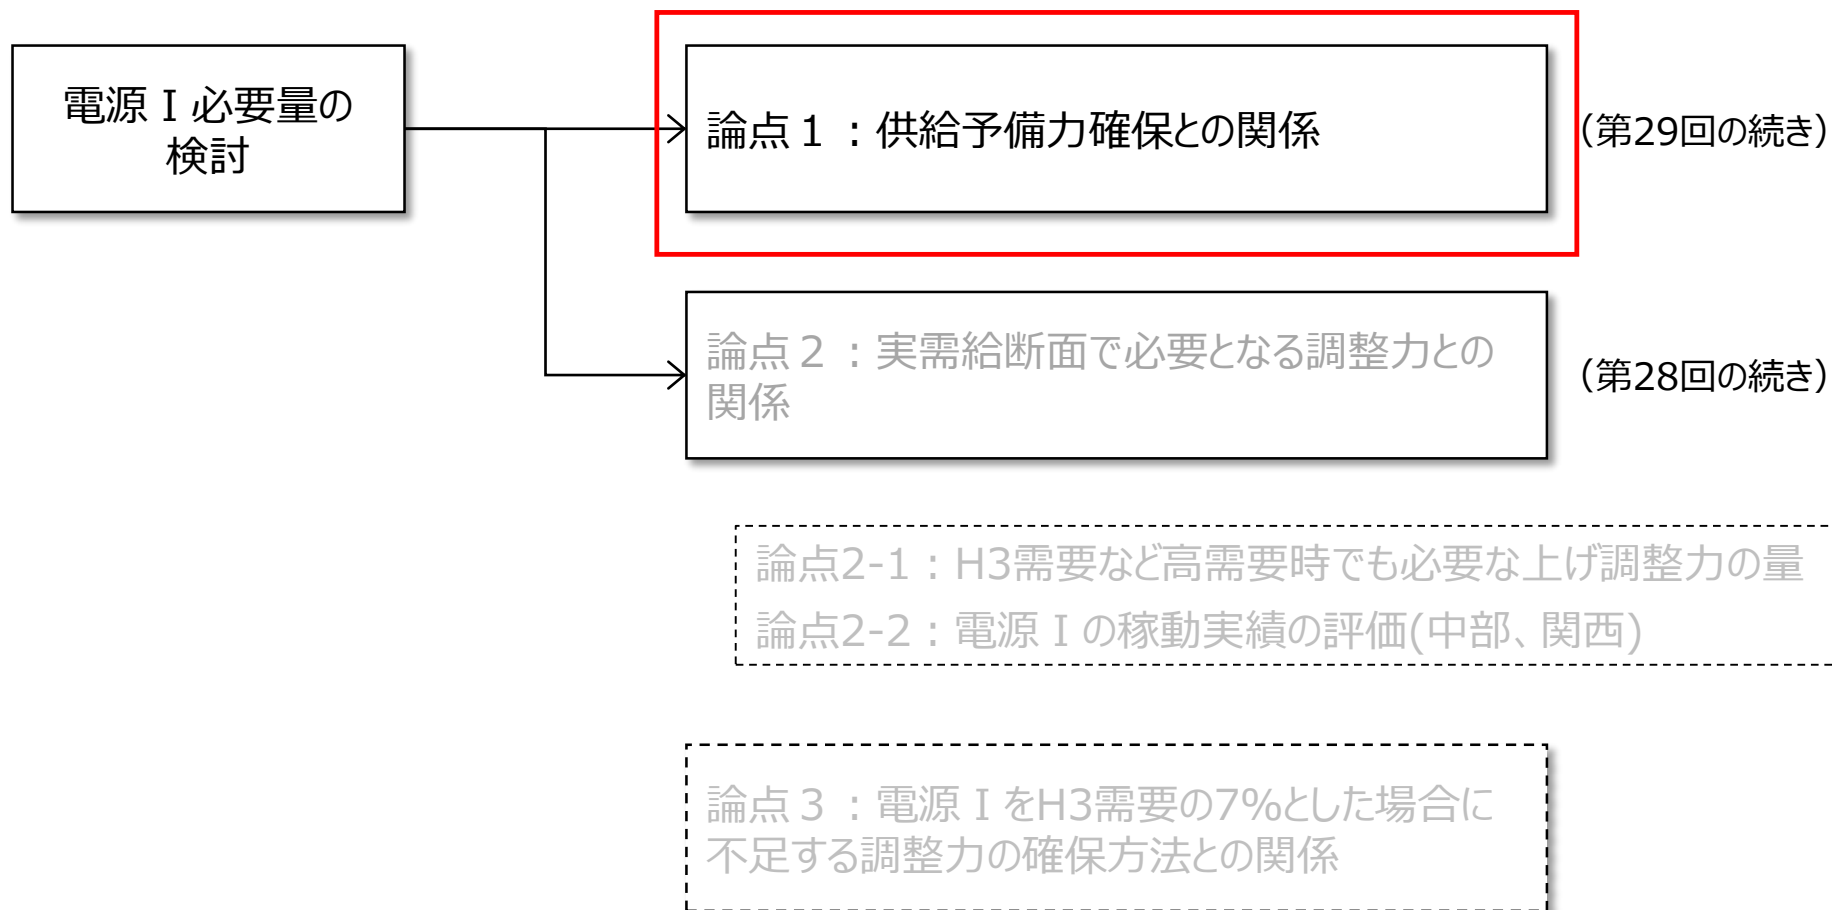 電源Ⅰ必要量の
検討
論点１：供給予備力確保との関係
(第29回の続き)
論点２：実需給断面で必要となる調整力との
関係
(第28回の続き)
論点2-1：H3需要など高需要時でも必要な上げ調整力の量
論点2-2：電源Ⅰの稼動実績の評価(中部、関西)
論点３：電源ⅠをH3需要の7%とした場合に
不足する調整力の確保方法との関係